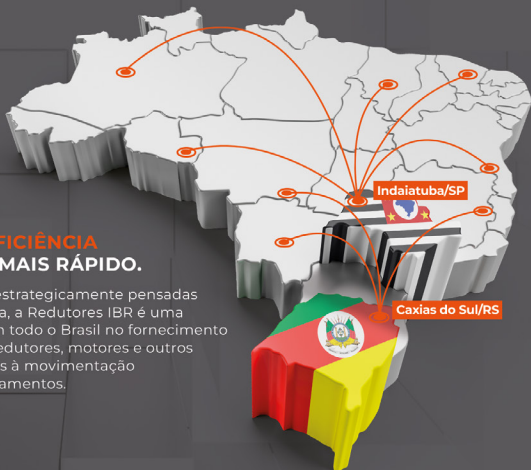 Indaiatuba/SP
FICIÊNCIA
MAIS RÁPIDO.
estrategicamente pensadas
a, a Redutores IBR é uma
m todo o Brasil no fornecimento
edutores, motores e outros
s à movimentação
amentos.
Caxias do Sul/RS